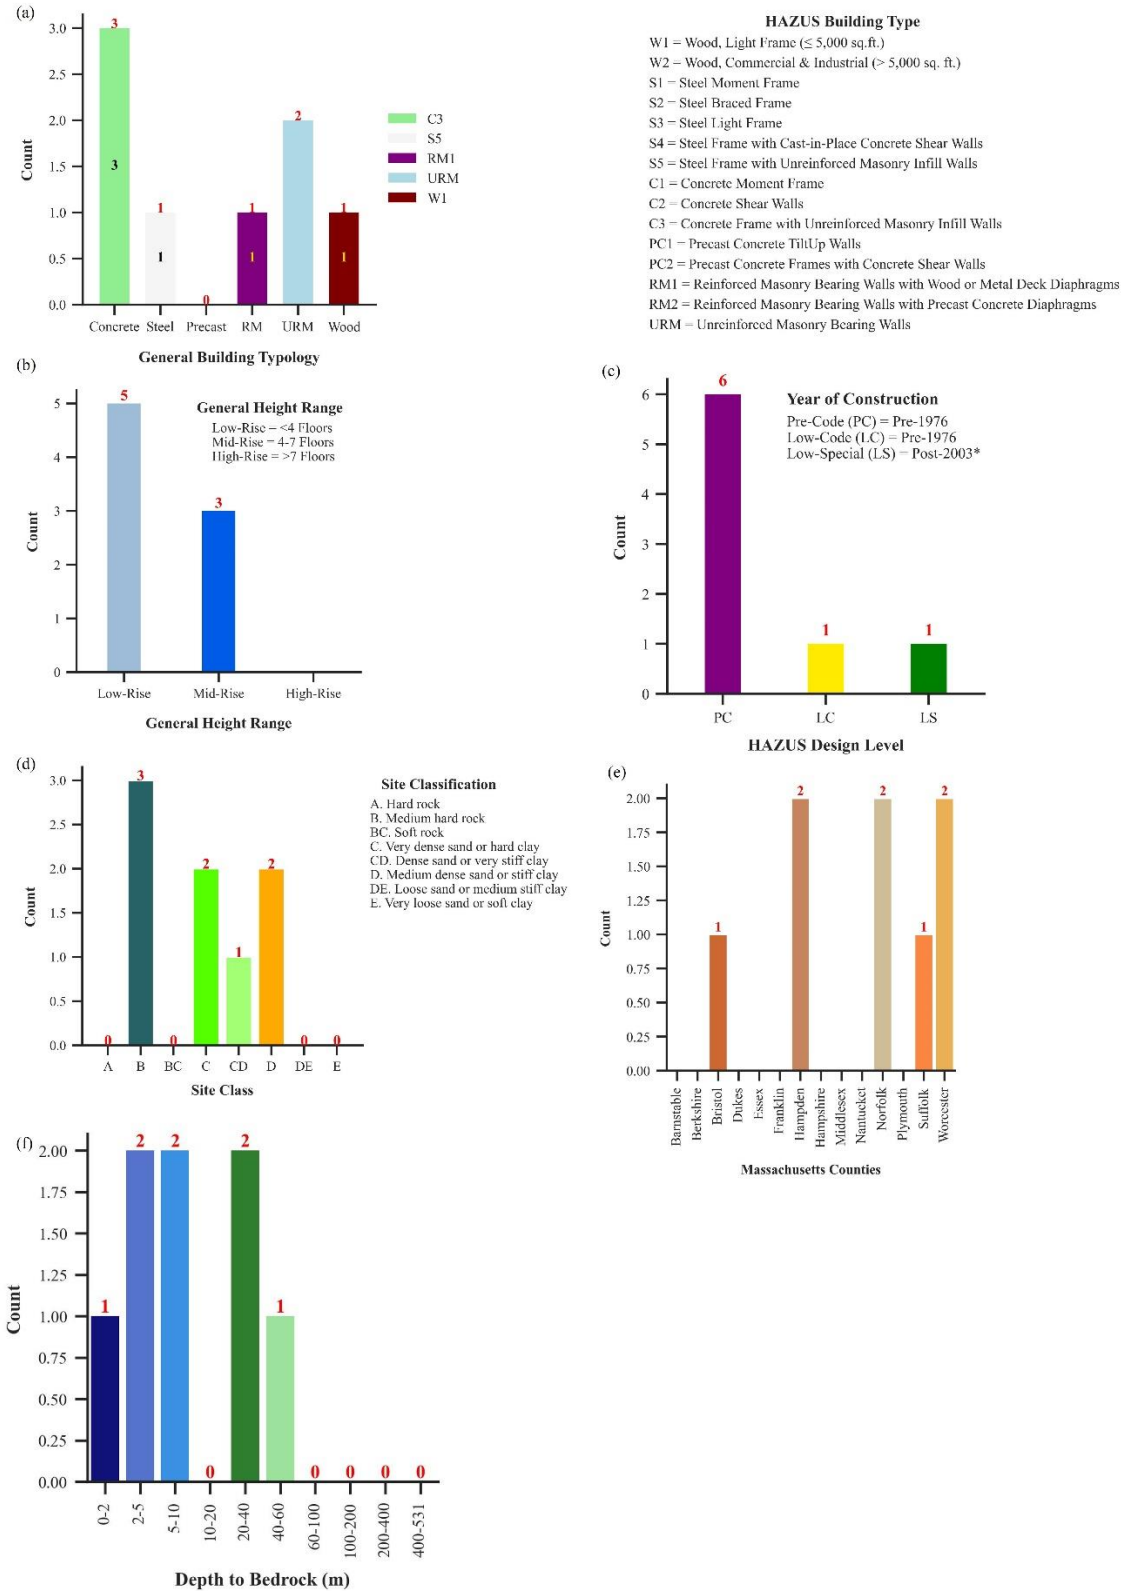 (a)
3.0
2.5
2.0
1.5
1.0
0.5
0.0
Count
3
3
1
1
0
1
1
2
1
1
Concrete Steel Precast RM URM Wood
General Building Typology
C3
S5
RM1
URM
W1
HAZUS Building Type
W1 = Wood, Light Frame (≤ 5,000 sq.ft.)
W2 = Wood, Commercial & Industrial (> 5,000 sq. ft.)
S1 = Steel Moment Frame
S2 = Steel Braced Frame
S3 = Steel Light Frame
S4 = Steel Frame with Cast-in-Place Concrete Shear Walls
S5 = Steel Frame with Unreinforced Masonry Infill Walls
C1 = Concrete Moment Frame
C2 = Concrete Shear Walls
C3 = Concrete Frame with Unreinforced Masonry Infill Walls
PC1 = Precast Concrete TiltUp Walls
PC2 = Precast Concrete Frames with Concrete Shear Walls
RM1 = Reinforced Masonry Bearing Walls with Wood or Metal Deck Diaphragms
RM2 = Reinforced Masonry Bearing Walls with Precast Concrete Diaphragms
URM = Unreinforced Masonry Bearing Walls
(b)
5
4
3
2
1
0
Count
5
3
General Height Range
Low-Rise = <4 Floors
Mid-Rise = 4-7 Floors
High-Rise = >7 Floors
Low-Rise Mid-Rise High-Rise
General Height Range
(c)
6
5
4
3
2
1
0
Count
6
1
1
Year of Construction
Pre-Code (PC) = Pre-1976
Low-Code (LC) = Pre-1976
Low-Special (LS) = Post-2003*
PC LC LS
HAZUS Design Level
(d)
3.0
2.5
2.0
1.5
1.0
0.5
0.0
Count
0
3
0
2
1
2
0
0
A B BC C CD D DE E
Site Class
Site Classification
A. Hard rock
B. Medium hard rock
BC. Soft rock
C. Very dense sand or hard clay
CD. Dense sand or very stiff clay
D. Medium dense sand or stiff clay
DE. Loose sand or medium stiff clay
E. Very loose sand or soft clay
(e)
2.00
1.75
1.50
1.25
1.00
0.75
0.50
0.25
0.00
Count
1
2
2
1
2
Barnstable
Berkshire
Bristol
Dukes
Essex
Franklin
Hampden
Hampshire
Middlesex
Nantucket
Norfolk
Plymouth
Suffolk
Worcester
Massachusetts Counties
(f)
2.00
1.75
1.50
1.25
1.00
0.75
0.50
0.25
0.00
Count
1
2
2
0
2
1
0
0
0
0
0-2
2-5
5-10
10-20
20-40
40-60
60-100
100-200
200-400
400-531
Depth to Bedrock (m)